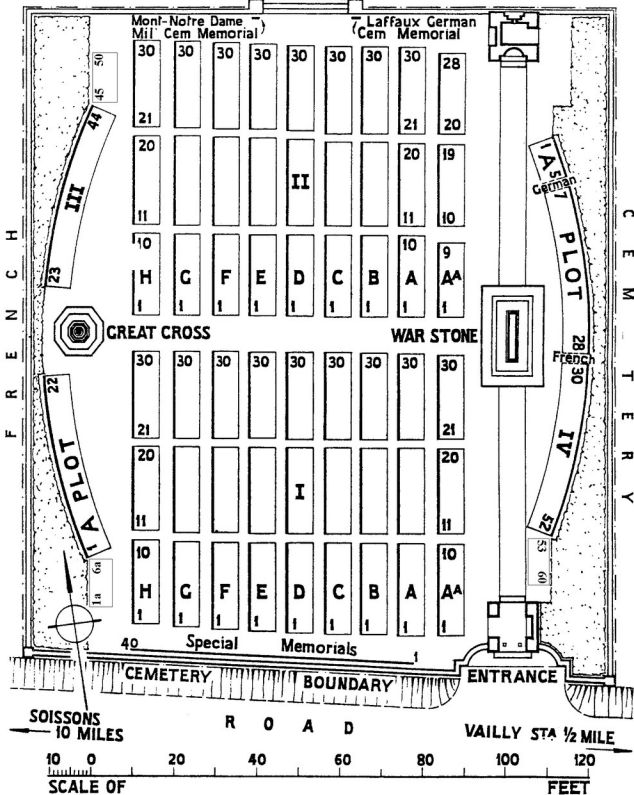 Mont-Notre Dame
Mil. Cem Memorial
Laffaux German
Cem Memorial
30 30 30 30 30 30 30 28
45 50
44
21 21 20
III
20 20 19
II
1 A 5 7
German
11 11 10
23
10 10 9
H G F E D C B A AA
1 1 1 1 1 1 1 1 1
PLOT
GREAT CROSS
WAR STONE
28 30
French
FRENCH
CEMETERY
30 30 30 30 30 30 30 30 30
22
21 21
20 20
I
IV
11 11
1 A PLOT
52
53 60
10 10
1a 6a
H G F E D C B A AA
1 1 1 1 1 1 1 1 1
40 Special Memorials 1
CEMETERY BOUNDARY ENTRANCE
SOISSONS
10 MILES
ROAD
VAILLY STA ½ MILE
10 0 20 40 60 80 100 120
SCALE OF FEET